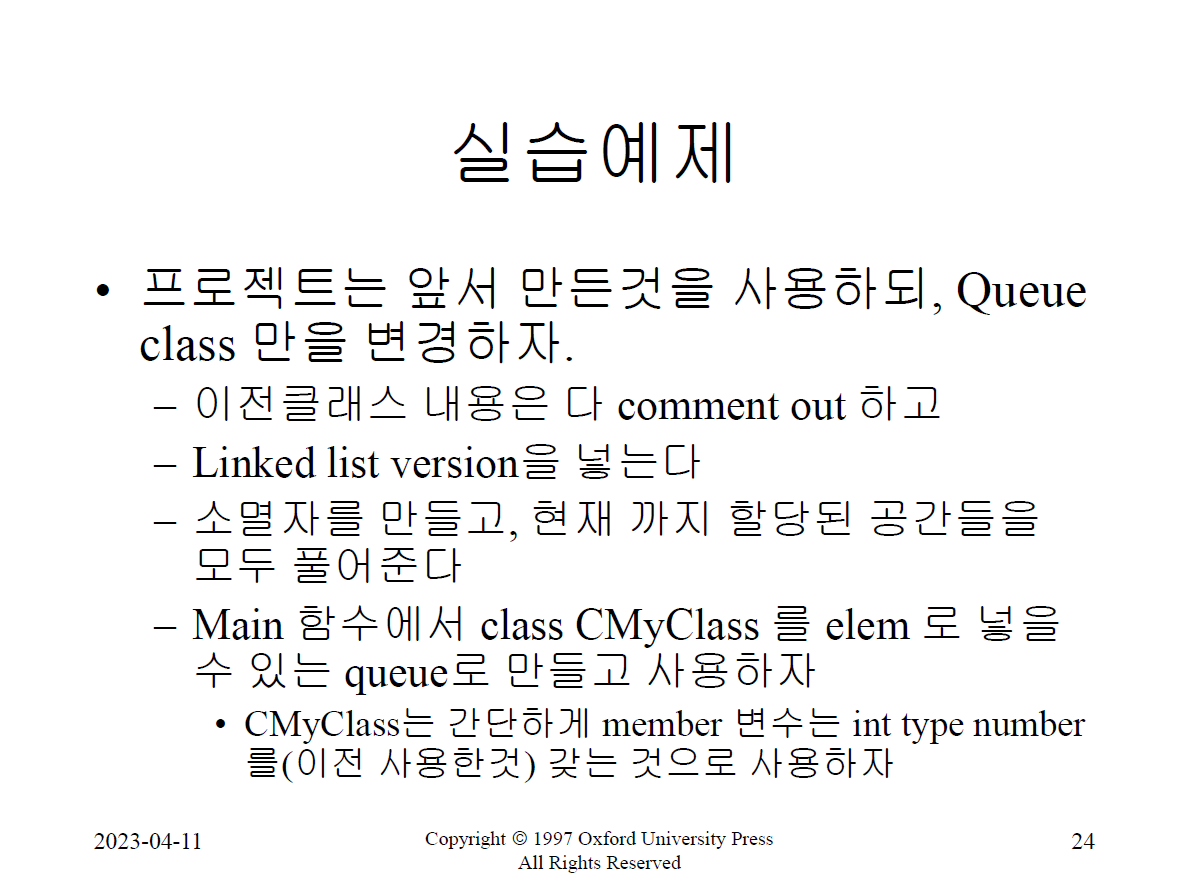 실습예제
• 프로젝트는 앞서 만든것을 사용하되, Queue
class 만을 변경하자.
– 이전클래스 내용은 다 comment out 하고
– Linked list version을 넣는다
– 소멸자를 만들고, 현재 까지 할당된 공간들을
모두 풀어준다
– Main 함수에서 class CMyClass 를 elem 로 넣을
수 있는 queue로 만들고 사용하자
• CMyClass는 간단하게 member 변수는 int type number
를(이전 사용한것) 갖는 것으로 사용하자
2023-04-11
Copyright © 1997 Oxford University Press
All Rights Reserved
24